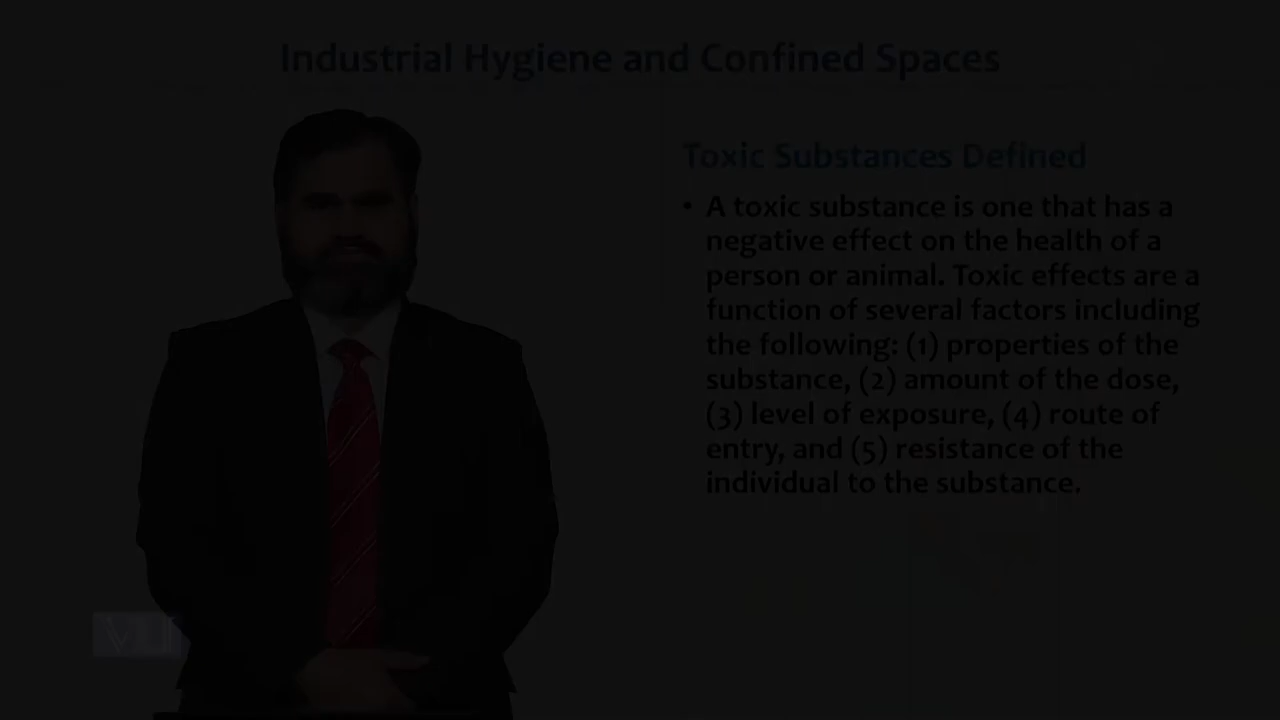 Industrial Hygiene and Confined Spaces
Toxic Substances Defined
• A toxic substance is one that has a
negative effect on the health of a
person or animal. Toxic effects are a
function of several factors including
the following: (1) properties of the
substance, (2) amount of the dose,
(3) level of exposure, (4) route of
entry, and (5) resistance of the
individual to the substance.